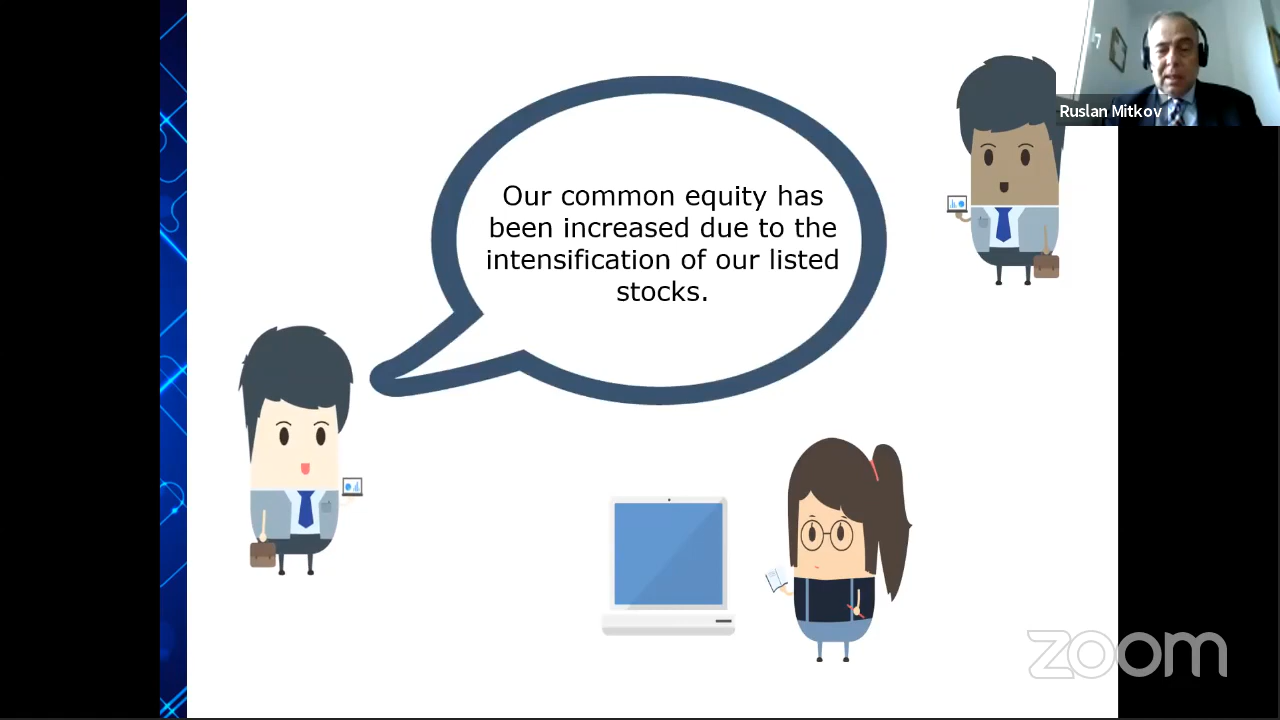 Our common equity has
been increased due to the
intensification of our listed
stocks.
Ruslan Mitkov
zoom